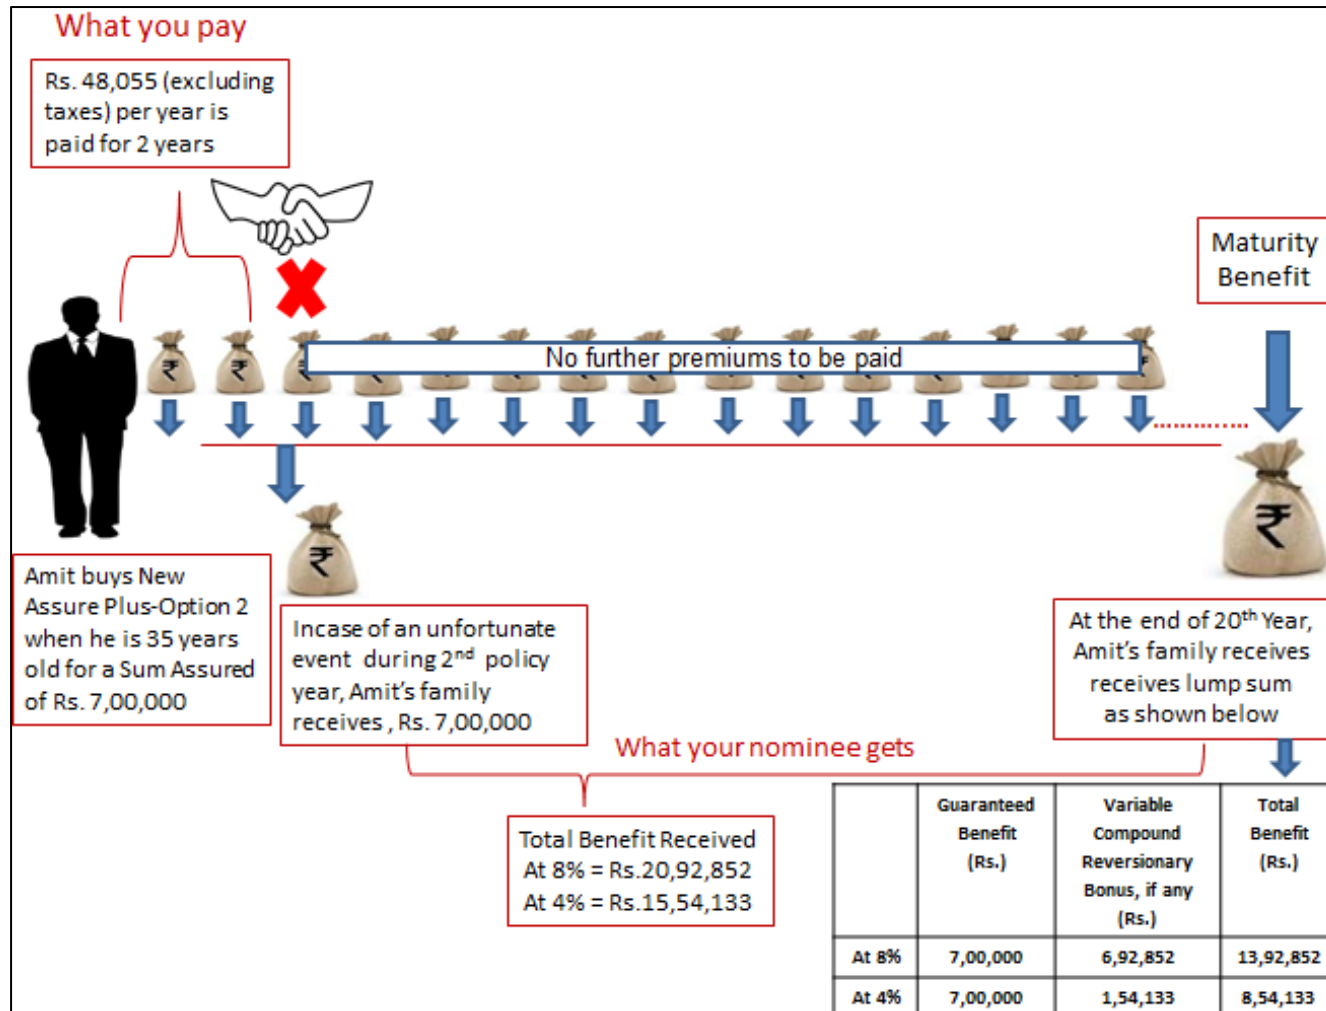 What you pay
Rs. 48,055 (excluding
taxes) per year is
paid for 2 years
Maturity
Benefit
No further premiums to be paid
₹
₹
₹
₹
₹
Amit buys New
Assure Plus-Option 2
when he is 35 years
old for a Sum Assured
of Rs. 7,00,000
Incase of an unfortunate
event during 2nd policy
year, Amit's family
receives , Rs. 7,00,000
At the end of 20th Year,
Amit's family receives
receives lump sum
as shown below
What your nominee gets
Total Benefit Received
At 8% = Rs.20,92,852
At 4% = Rs.15,54,133
Guaranteed
Benefit
(Rs.)
Variable
Compound
Reversionary
Bonus, if any
(Rs.)
Total
Benefit
(Rs.)
At 8% 7,00,000 6,92,852 13,92,852
At 4% 7,00,000 1,54,133 8,54,133